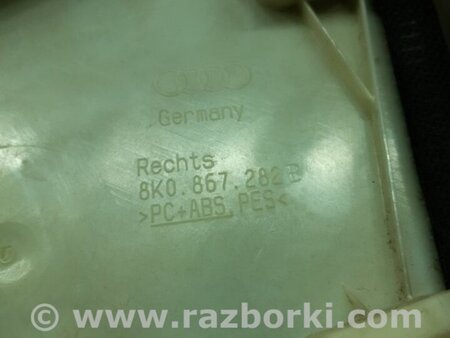 Germany
Rechts
8K0.867.282 B
>PC+ABS.PES<
© www.razborki.com